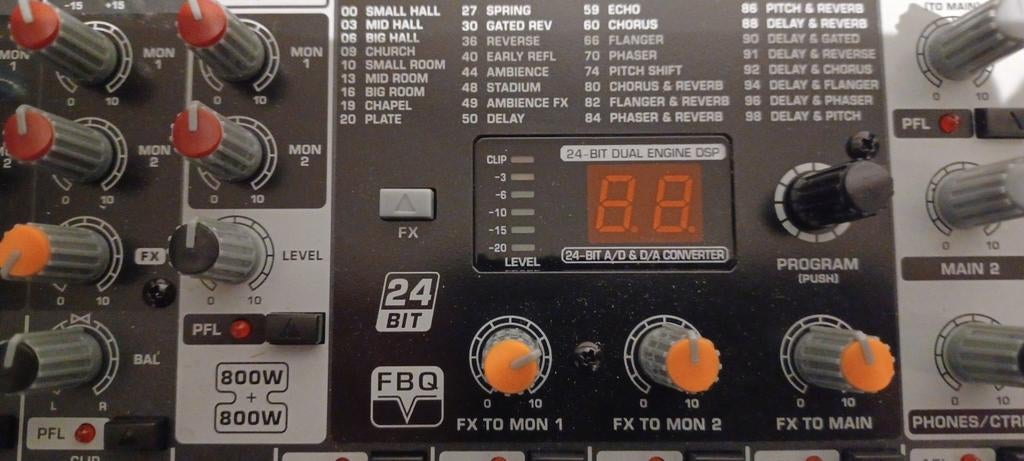 -15 +15
MON 1
0 10
MON 2
0 10
FX
0 10
BAL
L R
PFL
MON 1
0 10
MON 2
0 10
LEVEL
0 10
PFL
800W
+
800W
00 SMALL HALL
03 MID HALL
06 BIG HALL
09 CHURCH
10 SMALL ROOM
13 MID ROOM
16 BIG ROOM
19 CHAPEL
20 PLATE
27 SPRING
30 GATED REV
36 REVERSE
40 EARLY REFL
44 AMBIENCE
48 STADIUM
49 AMBIENCE FX
50 DELAY
59 ECHO
60 CHORUS
66 FLANGER
70 PHASER
74 PITCH SHIFT
80 CHORUS & REVERB
82 FLANGER & REVERB
84 PHASER & REVERB
86 PITCH & REVERB
88 DELAY & REVERB
90 DELAY & GATED
91 DELAY & REVERSE
92 DELAY & CHORUS
94 DELAY & FLANGER
96 DELAY & PHASER
98 DELAY & PITCH
FX
CLIP
-3
-6
-10
-15
-20
LEVEL
24-BIT DUAL ENGINE DSP
8.8.
24-BIT A/D & D/A CONVERTER
PROGRAM
(PUSH)
24
BIT
FBQ
0 10
FX TO MON 1
0 10
FX TO MON 2
0 10
FX TO MAIN
(TO MAIN)
0 10
PFL
0 10
MAIN 2
0 10
PHONES/CTR